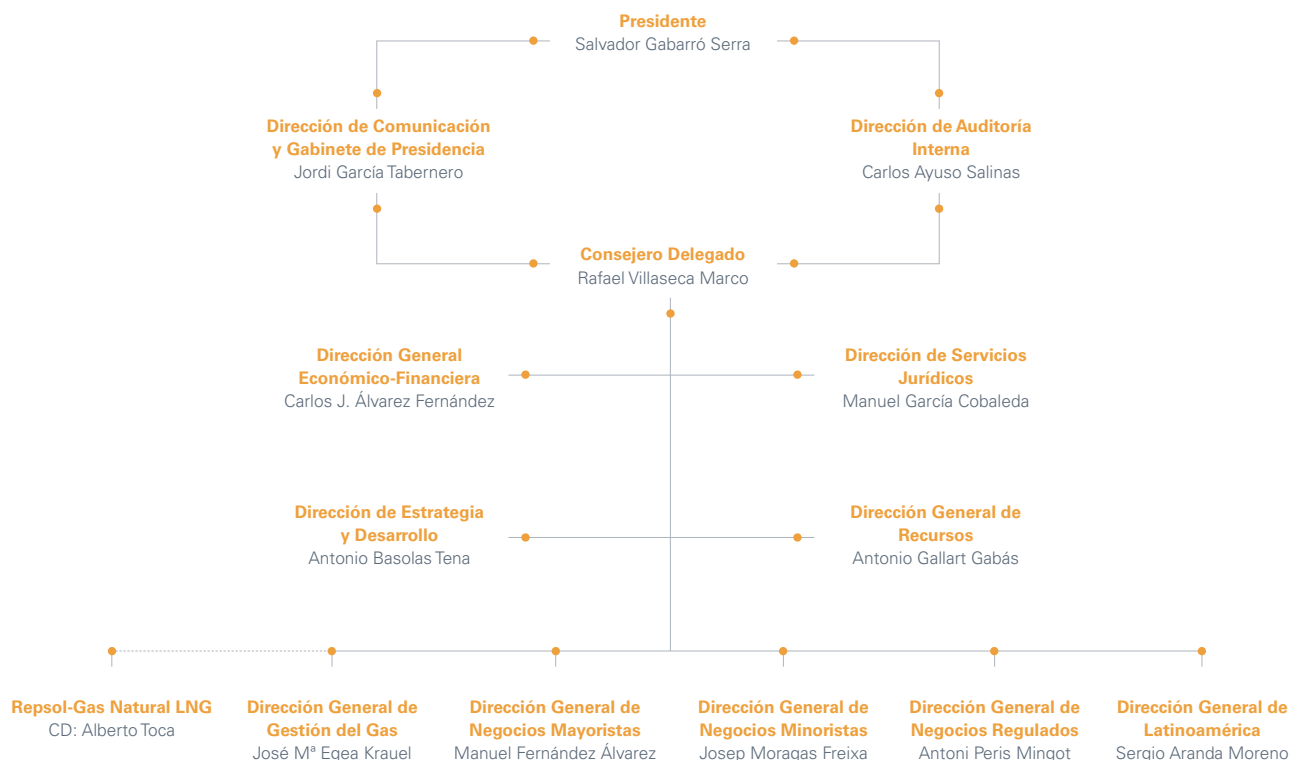 Presidente
Salvador Gabarró Serra
Dirección de Comunicación
y Gabinete de Presidencia
Jordi García Tabernero
Dirección de Auditoría
Interna
Carlos Ayuso Salinas
Consejero Delegado
Rafael Villaseca Marco
Dirección General
Económico-Financiera
Carlos J. Álvarez Fernández
Dirección de Servicios
Jurídicos
Manuel García Cobaleda
Dirección de Estrategia
y Desarrollo
Antonio Basolas Tena
Dirección General de
Recursos
Antonio Gallart Gabás
Repsol-Gas Natural LNG
CD: Alberto Toca
Dirección General de
Gestión del Gas
José Mª Egea Krauel
Dirección General de
Negocios Mayoristas
Manuel Fernández Álvarez
Dirección General de
Negocios Minoristas
Josep Moragas Freixa
Dirección General de
Negocios Regulados
Antoni Peris Mingot
Dirección General de
Latinoamérica
Sergio Aranda Moreno